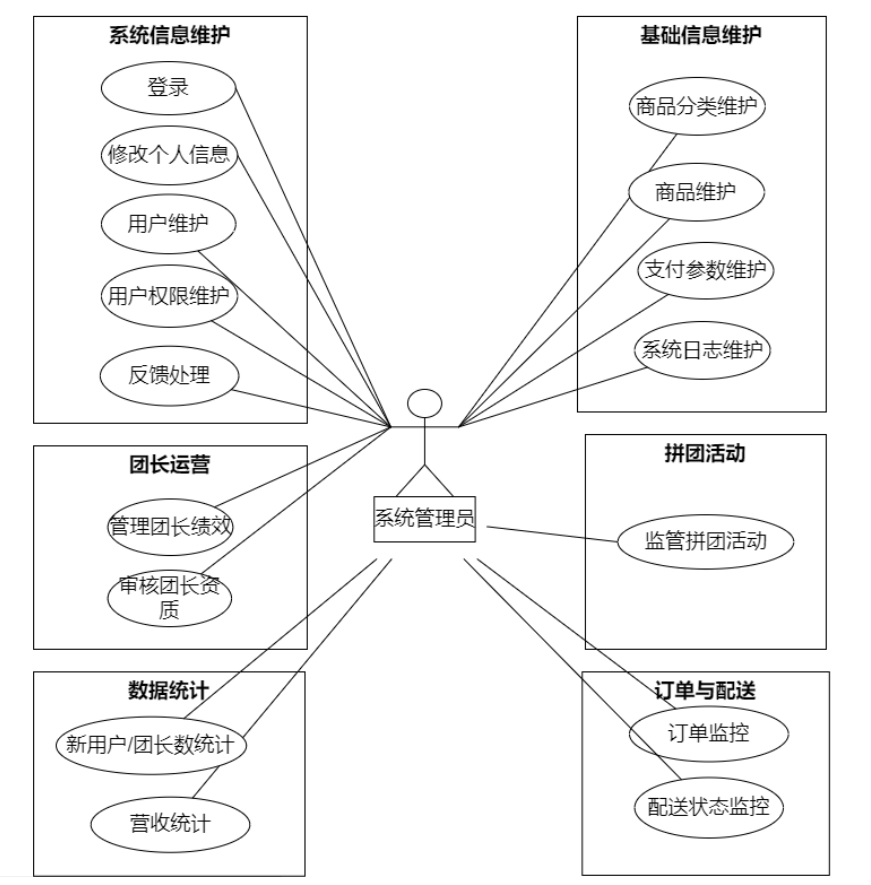 系统信息维护
登录
修改个人信息
用户维护
用户权限维护
反馈处理
基础信息维护
商品分类维护
商品维护
支付参数维护
系统日志维护
团长运营
管理团长绩效
审核团长资
质
系统管理员
拼团活动
监管拼团活动
数据统计
新用户/团长数统计
营收统计
订单与配送
订单监控
配送状态监控